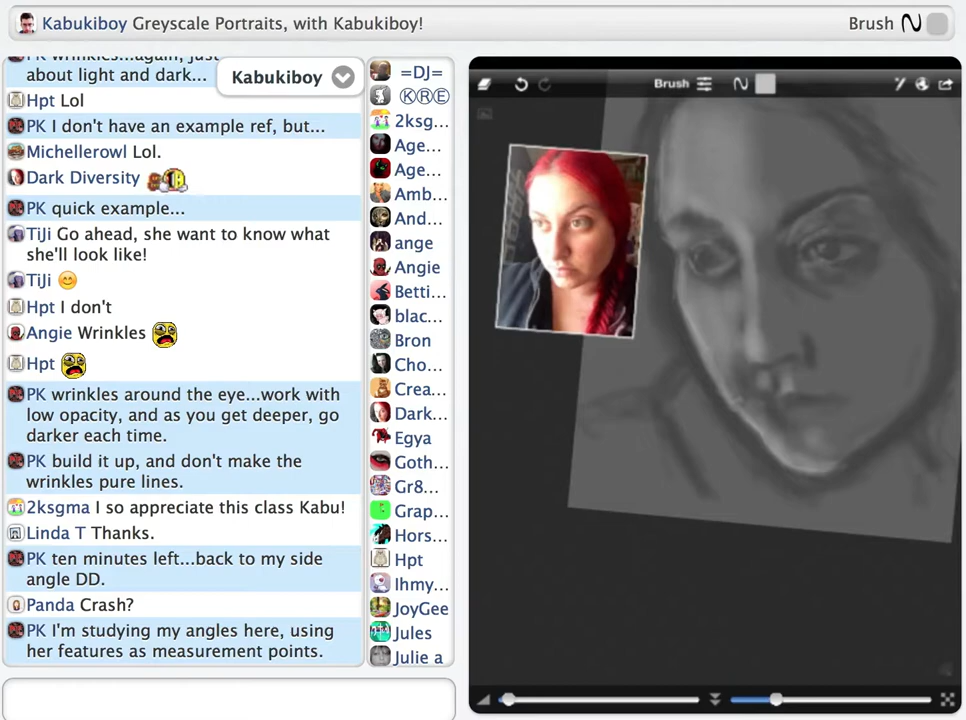 Kabukiboy Greyscale Portraits, with Kabukiboy!
Brush
about light and dark...
Kabukiboy
Hpt Lol
PK I don't have an example ref, but...
Michellerowl Lol.
Dark Diversity
PK quick example...
TiJi Go ahead, she want to know what
she'll look like!
TiJi
Hpt I don't
Angie Wrinkles
Hpt
PK wrinkles around the eye...work with
low opacity, and as you get deeper, go
darker each time.
PK build it up, and don't make the
wrinkles pure lines.
2ksgma I so appreciate this class Kabu!
Linda T Thanks.
PK ten minutes left...back to my side
angle DD.
Panda Crash?
PK I'm studying my angles here, using
her features as measurement points.
=DJ=
ⓀⓇⒺ
2ksg...
Age...
Age...
Amb...
And...
ange
Angie
Betti...
blac...
Bron
Cho...
Crea...
Dark...
Egya
Goth...
Gr8...
Grap...
Hors...
Hpt
Ihmy...
JoyGee
Jules
Julie a
Brush